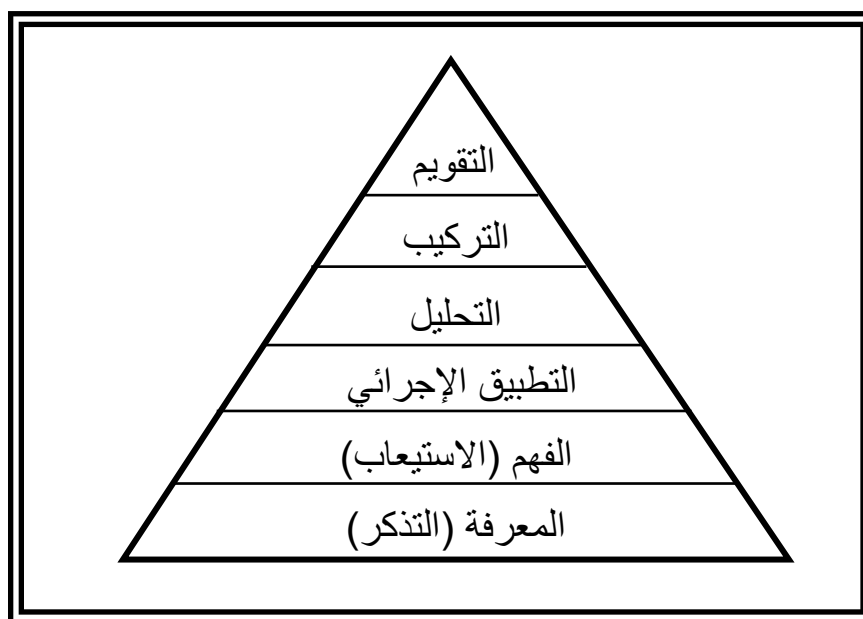 التقويم
التركيب
التحليل
التطبيق الإجرائي
الفهم (الاستيعاب)
المعرفة (التذكر)